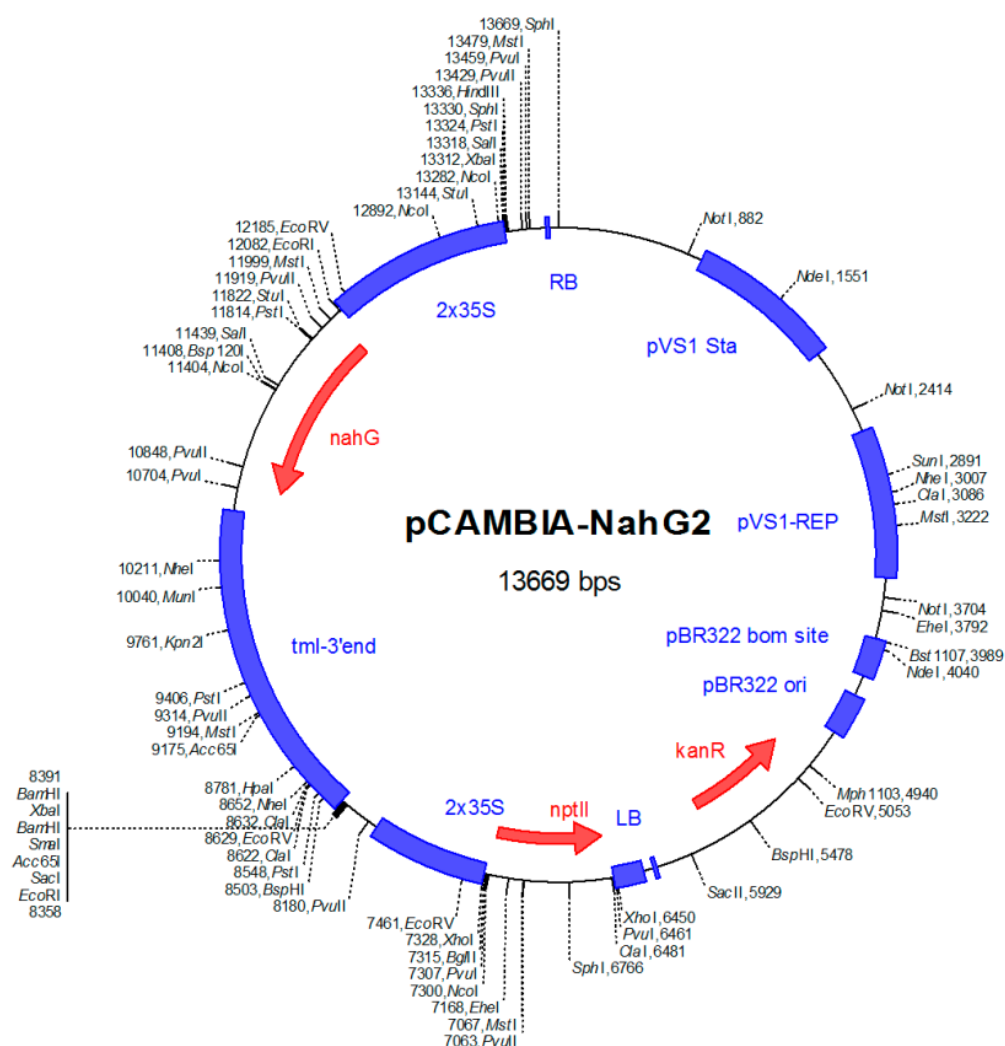 13669, SphI
13479, MstI
13459, PvuI
13429, PvuII
13336, HindIII
13330, SphI
13324, PstI
13318, SalI
13312, XbaI
13282, NcoI
13144, StuI
12892, NcoI
12185, EcoRV
12082, EcoRI
11999, MstI
11919, PvuII
11822, StuI
11814, PstI
11439, SalI
11408, Bsp120I
11404, NcoI
10848, PvuII
10704, PvuI
10211, NheI
10040, MunI
9761, Kpn2I
9406, PstI
9314, PvuII
9194, MstI
9175, Acc65I
8781, HpaI
8652, NheI
8632, ClaI
8629, EcoRV
8622, ClaI
8548, PstI
8503, BspHI
8180, PvuII
8391
BamHI
XbaI
BamHI
SmaI
Acc65I
SacI
EcoRI
8358
7461, EcoRV
7328, XhoI
7315, BglII
7307, PvuI
7300, NcoI
7168, EheI
7067, MstI
7063, PvuII
NotI, 882
NdeI, 1551
NotI, 2414
SunI, 2891
NheI, 3007
ClaI, 3086
MstI, 3222
NotI, 3704
EheI, 3792
Bst1107, 3989
NdeI, 4040
Mph1103, 4940
EcoRV, 5053
BspHI, 5478
SacII, 5929
XhoI, 6450
PvuI, 6461
ClaI, 6481
SphI, 6766
RB
2x35S
pVS1 Sta
nahG
pCAMBIA-NahG2
13669 bps
pVS1-REP
tml-3'end
pBR322 bom site
pBR322 ori
kanR
2x35S
nptII
LB